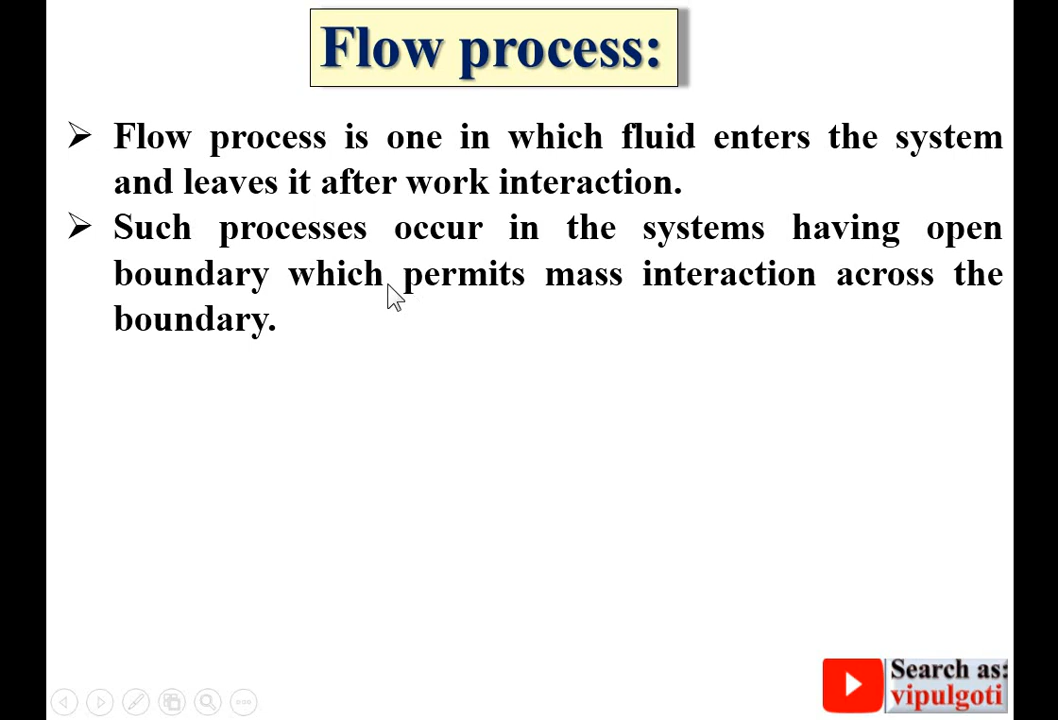 Flow process:
Flow process is one in which fluid enters the system
and leaves it after work interaction.
Such processes occur in the systems having open
boundary which permits mass interaction across the
boundary.
Search as:
vipulgoti